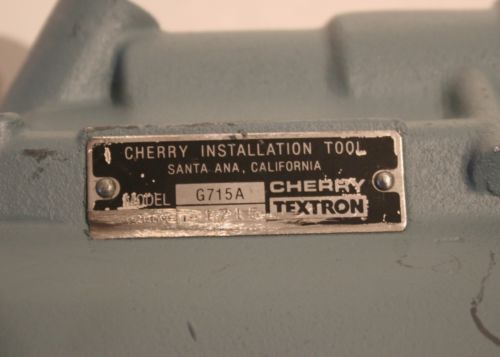 CHERRY INSTALLATION TOOL
SANTA ANA, CALIFORNIA
MODEL G715A CHERRY
TEXTRON